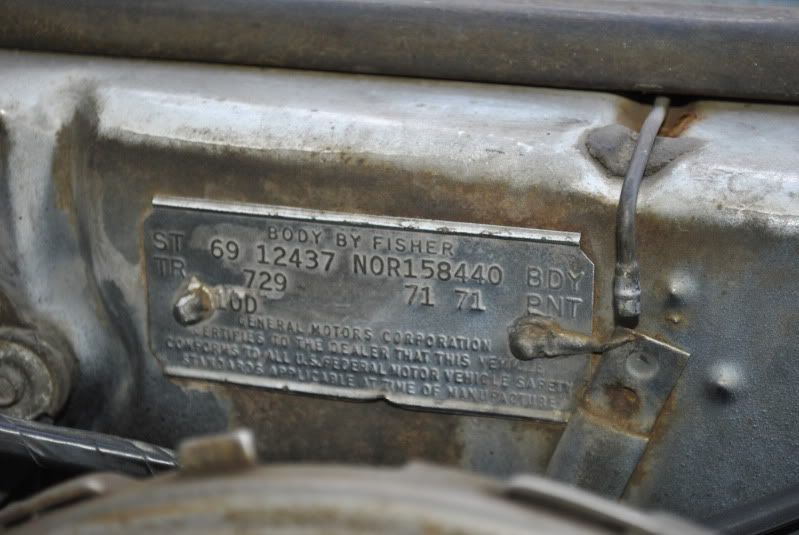 BODY BY FISHER
ST 69 12437 NOR158440 BDY
TR 729 71 71 PNT
10D
GENERAL MOTORS CORPORATION
CERTIFIES TO THE DEALER THAT THIS VEHICLE
CONFORMS TO ALL U.S. FEDERAL MOTOR VEHICLE SAFETY
STANDARDS APPLICABLE AT TIME OF MANUFACTURE